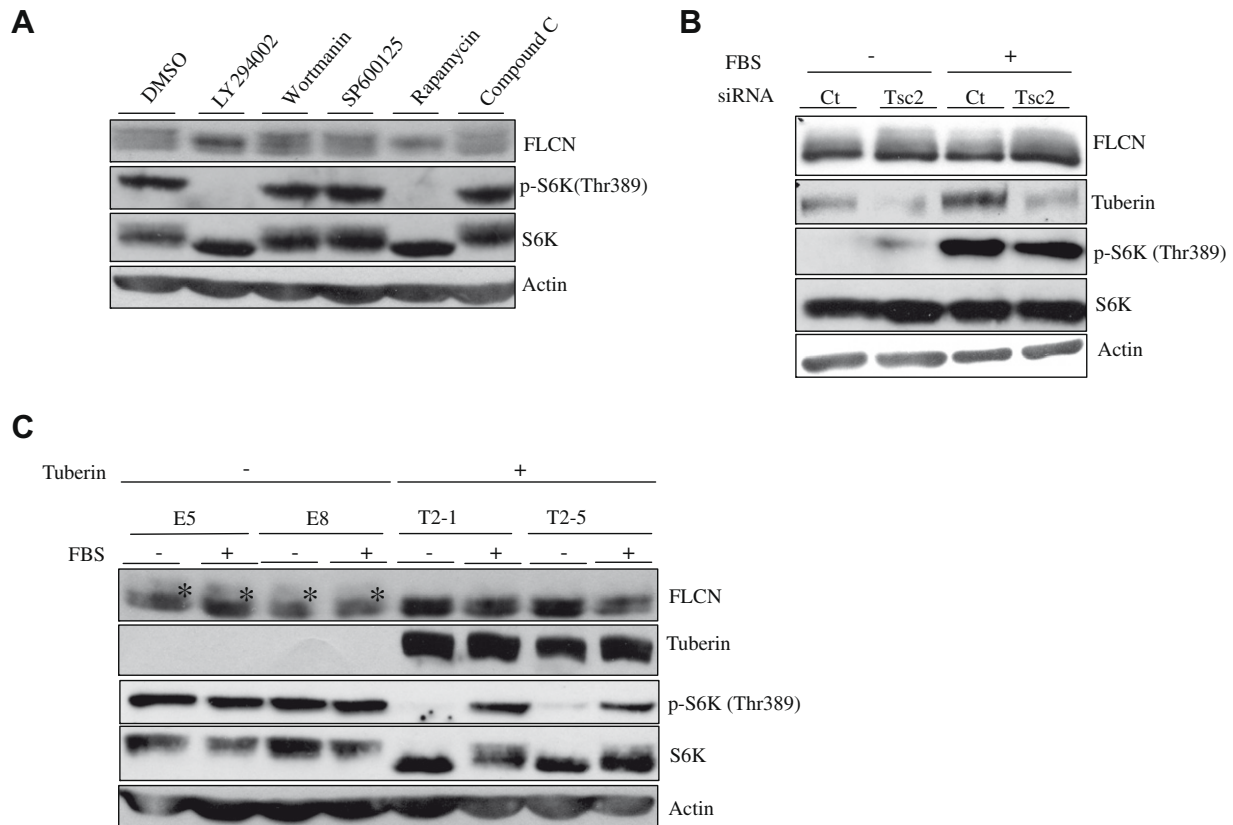 A
DMSO
LY294002
Wortmanin
SP600125
Rapamycin
Compound C
FLCN
p-S6K(Thr389)
S6K
Actin
B
FBS - +
siRNA Ct Tsc2 Ct Tsc2
FLCN
Tuberin
p-S6K (Thr389)
S6K
Actin
C
Tuberin - +
E5 E8 T2-1 T2-5
FBS - + - + - + - +
* * * * FLCN
Tuberin
p-S6K (Thr389)
S6K
Actin